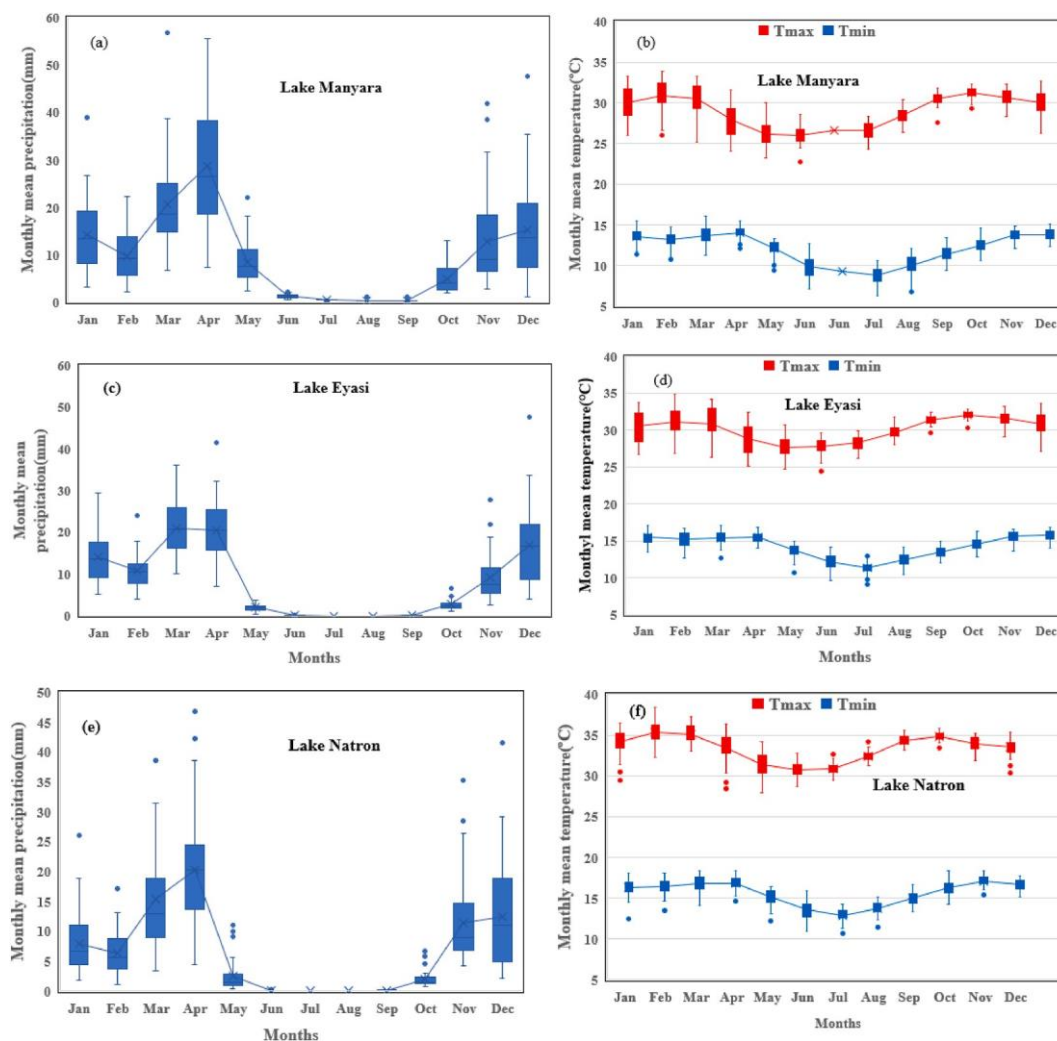 60
50
40
30
20
10
0
Monthly mean precipitation(mm)
(a)
Lake Manyara
Jan Feb Mar Apr May Jun Jul Aug Sep Oct Nov Dec
40
35
30
25
20
15
10
5
Monthly mean temperature(°C)
Tmax Tmin
(b)
Lake Manyara
Jan Feb Mar Apr May Jun Jun Jul Aug Sep Oct Nov Dec
60
50
40
30
20
10
0
Monthly mean
precipitation(mm)
(c)
Lake Eyasi
Jan Feb Mar Apr May Jun Jul Aug Sep Oct Nov Dec
Months
40
35
30
25
20
15
10
5
Monthyl mean temperature(°C)
Tmax Tmin
(d)
Lake Eyasi
Jan Feb Mar Apr May Jun Jul Aug Sep Oct Nov Dec
50
45
40
35
30
25
20
15
10
5
0
Monthly mean precipitation(mm)
(e)
Lake Natron
Jan Feb Mar Apr May Jun Jul Aug Sep Oct Nov Dec
Months
40
35
30
25
20
15
10
5
Monthly mean temperature(°C)
Tmax Tmin
(f)
Lake Natron
Jan Feb Mar Apr May Jun Jul Aug Sep Oct Nov Dec
Months